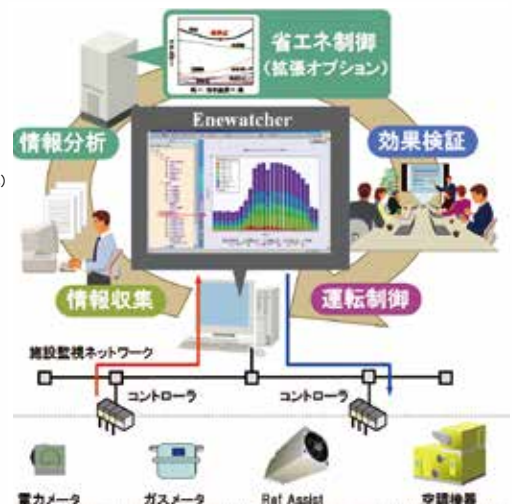 省エネ制御
(拡張オプション)
Enewatcher
情報分析
効果検証
)
情報収集
運転制御
施設監視ネットワーク
コントローラ
コントローラ
電力メータ
ガスメータ
Ref Assist
空調機器